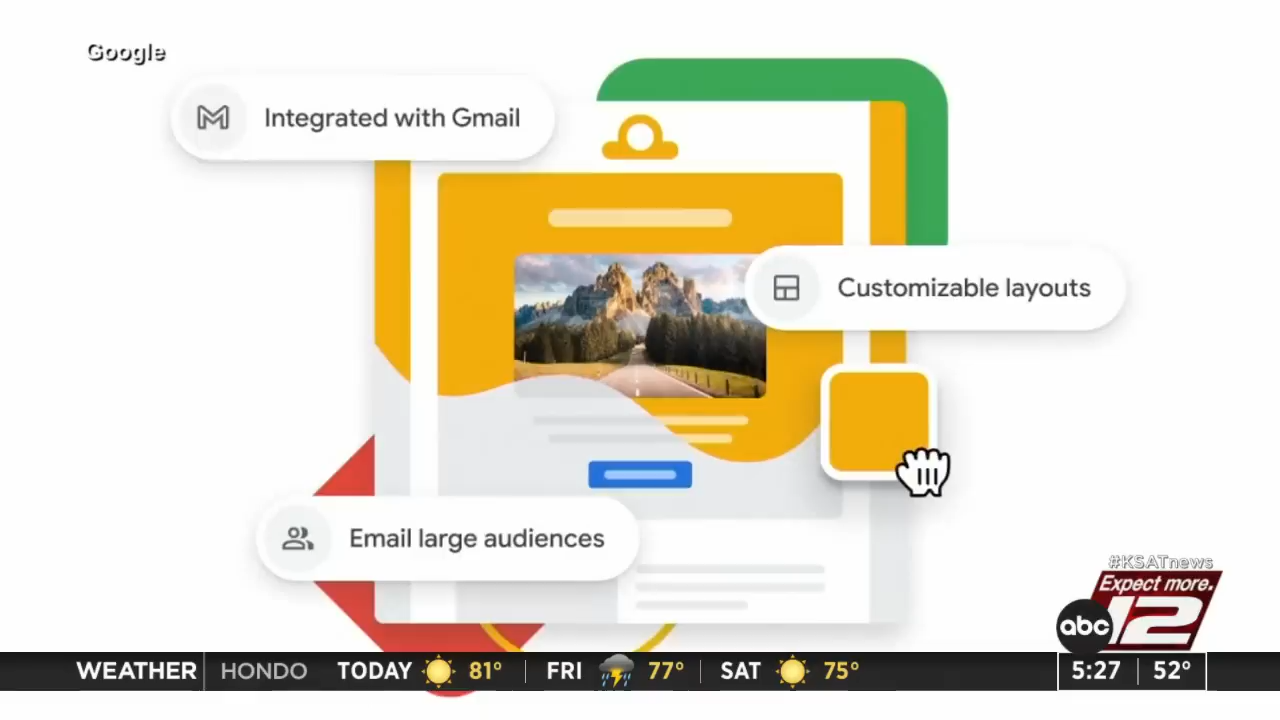 Google
Integrated with Gmail
Customizable layouts
Email large audiences
#KSATnews
Expect more.
abc 12
WEATHER HONDO TODAY 81° FRI 77° SAT 75° 5:27 52°